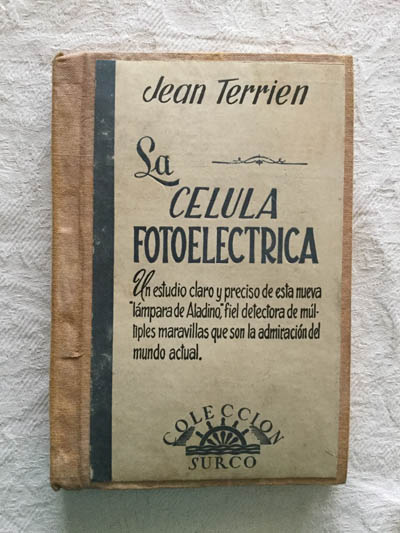 Jean Terrien
La
CELULA
FOTOELECTRICA
Un estudio claro y preciso de esta nueva
"lámpara de Aladino," fiel detectora de múl-
tiples maravillas que son la admiración del
mundo actual.
COLECCION
SURCO